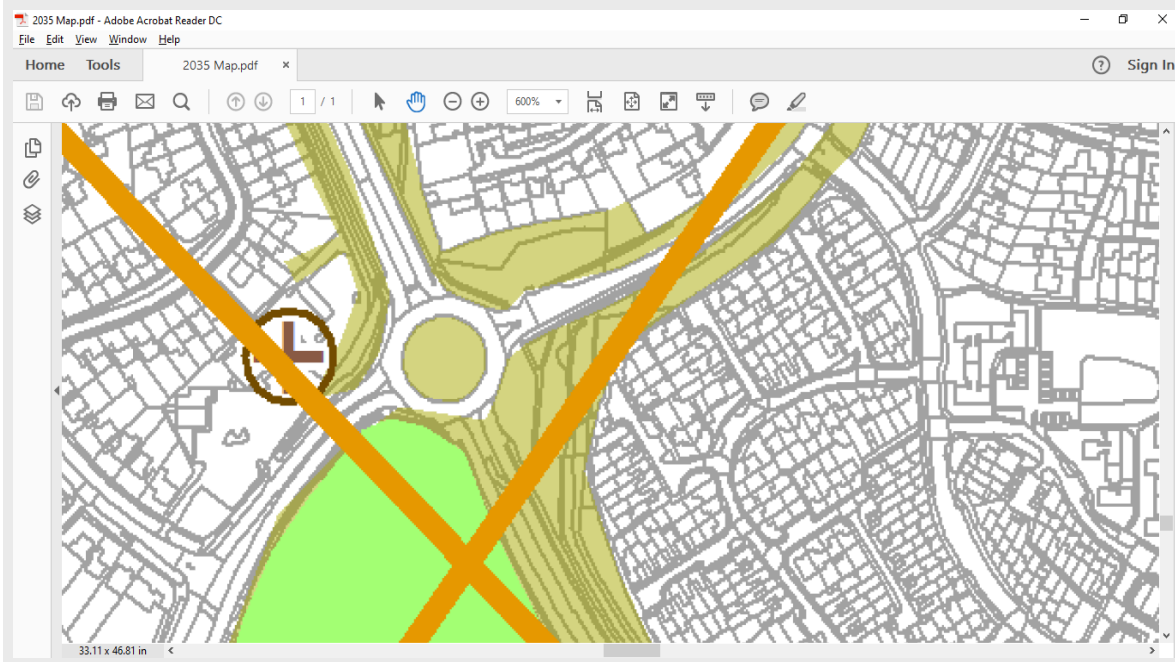 2035 Map.pdf - Adobe Acrobat Reader DC
File Edit View Window Help
Home Tools 2035 Map.pdf × ? Sign In
1 / 1 600%
L
33.11 x 46.81 in